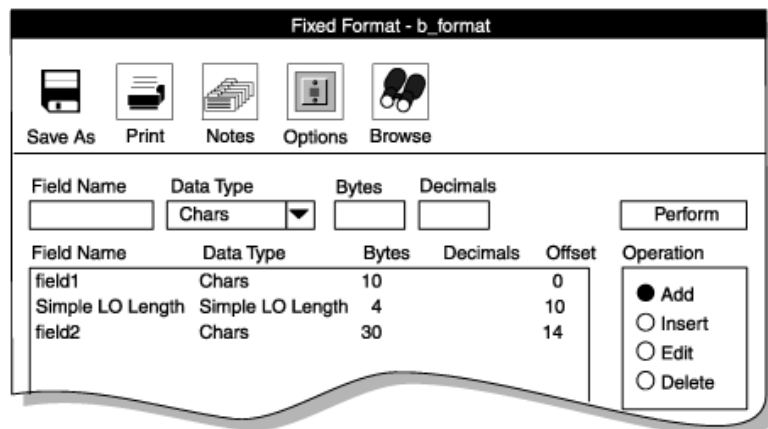 Fixed Format - b_format
Save As Print Notes Options Browse
Field Name Data Type Bytes Decimals
Chars Perform
Field Name Data Type Bytes Decimals Offset Operation
field1 Chars 10 0
Simple LO Length Simple LO Length 4 10
field2 Chars 30 14
Add
Insert
Edit
Delete